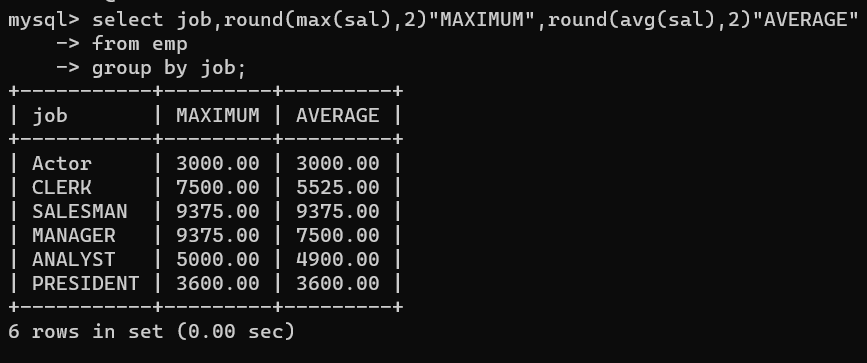 mysql> select job,round(max(sal),2)"MAXIMUM",round(avg(sal),2)"AVERAGE"
    -> from emp
    -> group by job;
+-----------+---------+---------+
| job       | MAXIMUM | AVERAGE |
+-----------+---------+---------+
| Actor     | 3000.00 | 3000.00 |
| CLERK     | 7500.00 | 5525.00 |
| SALESMAN  | 9375.00 | 9375.00 |
| MANAGER   | 9375.00 | 7500.00 |
| ANALYST   | 5000.00 | 4900.00 |
| PRESIDENT | 3600.00 | 3600.00 |
+-----------+---------+---------+
6 rows in set (0.00 sec)